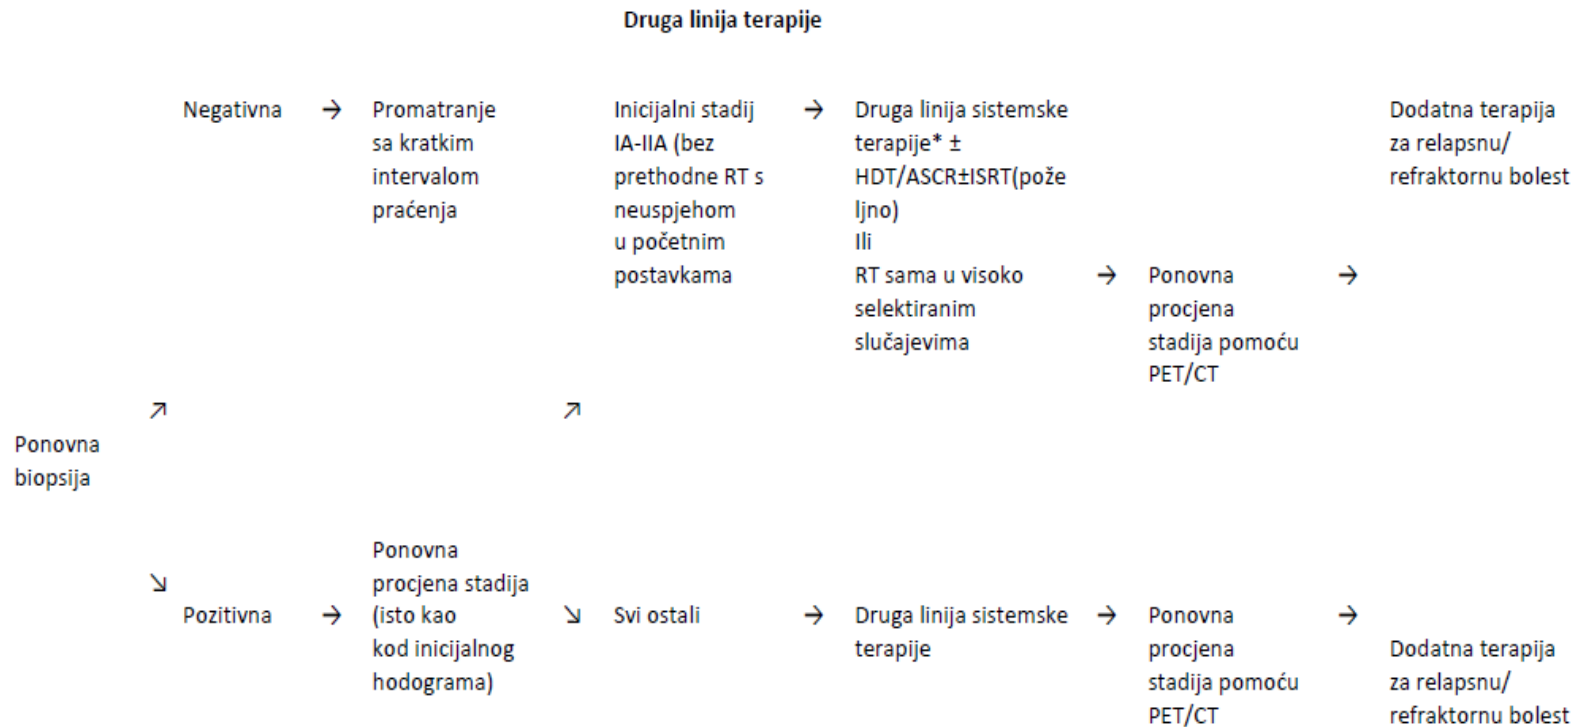 Druga linija terapije
Negativna → Promatranje
sa kratkim
intervalom
praćenja
Inicijalni stadij
IA-IIA (bez
prethodne RT s
neuspjehom
u početnim
postavkama
→ Druga linija sistemske
terapije* ±
HDT/ASCR±ISRT(pože
ljno)
Ili
RT sama u visoko
selektiranim
slučajevima
→ Ponovna
procjena
stadija pomoću
PET/CT
→
Dodatna terapija
za relapsnu/
refraktornu bolest
↗
↗
Ponovna
biopsija
↘
Pozitivna →
Ponovna
procjena stadija
(isto kao
kod inicijalnog
hodograma)
↘ Svi ostali → Druga linija sistemske
terapije
→ Ponovna
procjena
stadija pomoću
PET/CT
→
Dodatna terapija
za relapsnu/
refraktornu bolest